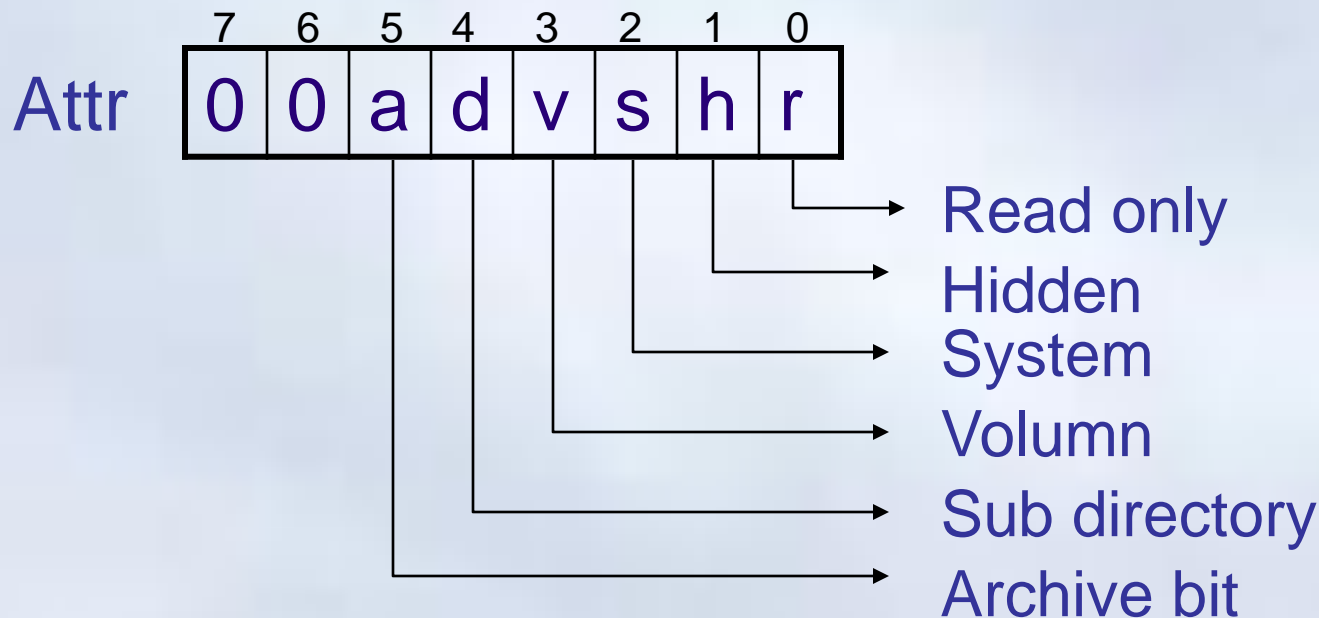 7 6 5 4 3 2 1 0
Attr 0 0 a d v s h r
Read only
Hidden
System
Volumn
Sub directory
Archive bit